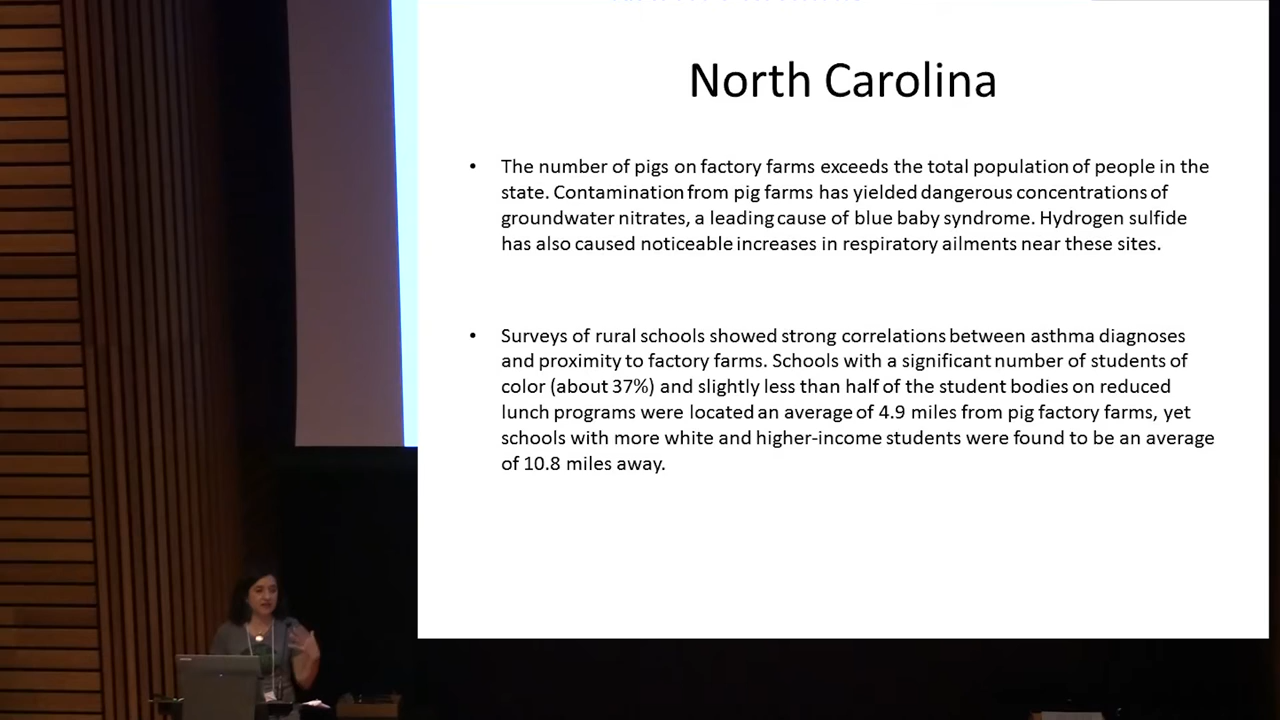 North Carolina
• The number of pigs on factory farms exceeds the total population of people in the
state. Contamination from pig farms has yielded dangerous concentrations of
groundwater nitrates, a leading cause of blue baby syndrome. Hydrogen sulfide
has also caused noticeable increases in respiratory ailments near these sites.
• Surveys of rural schools showed strong correlations between asthma diagnoses
and proximity to factory farms. Schools with a significant number of students of
color (about 37%) and slightly less than half of the student bodies on reduced
lunch programs were located an average of 4.9 miles from pig factory farms, yet
schools with more white and higher-income students were found to be an average
of 10.8 miles away.